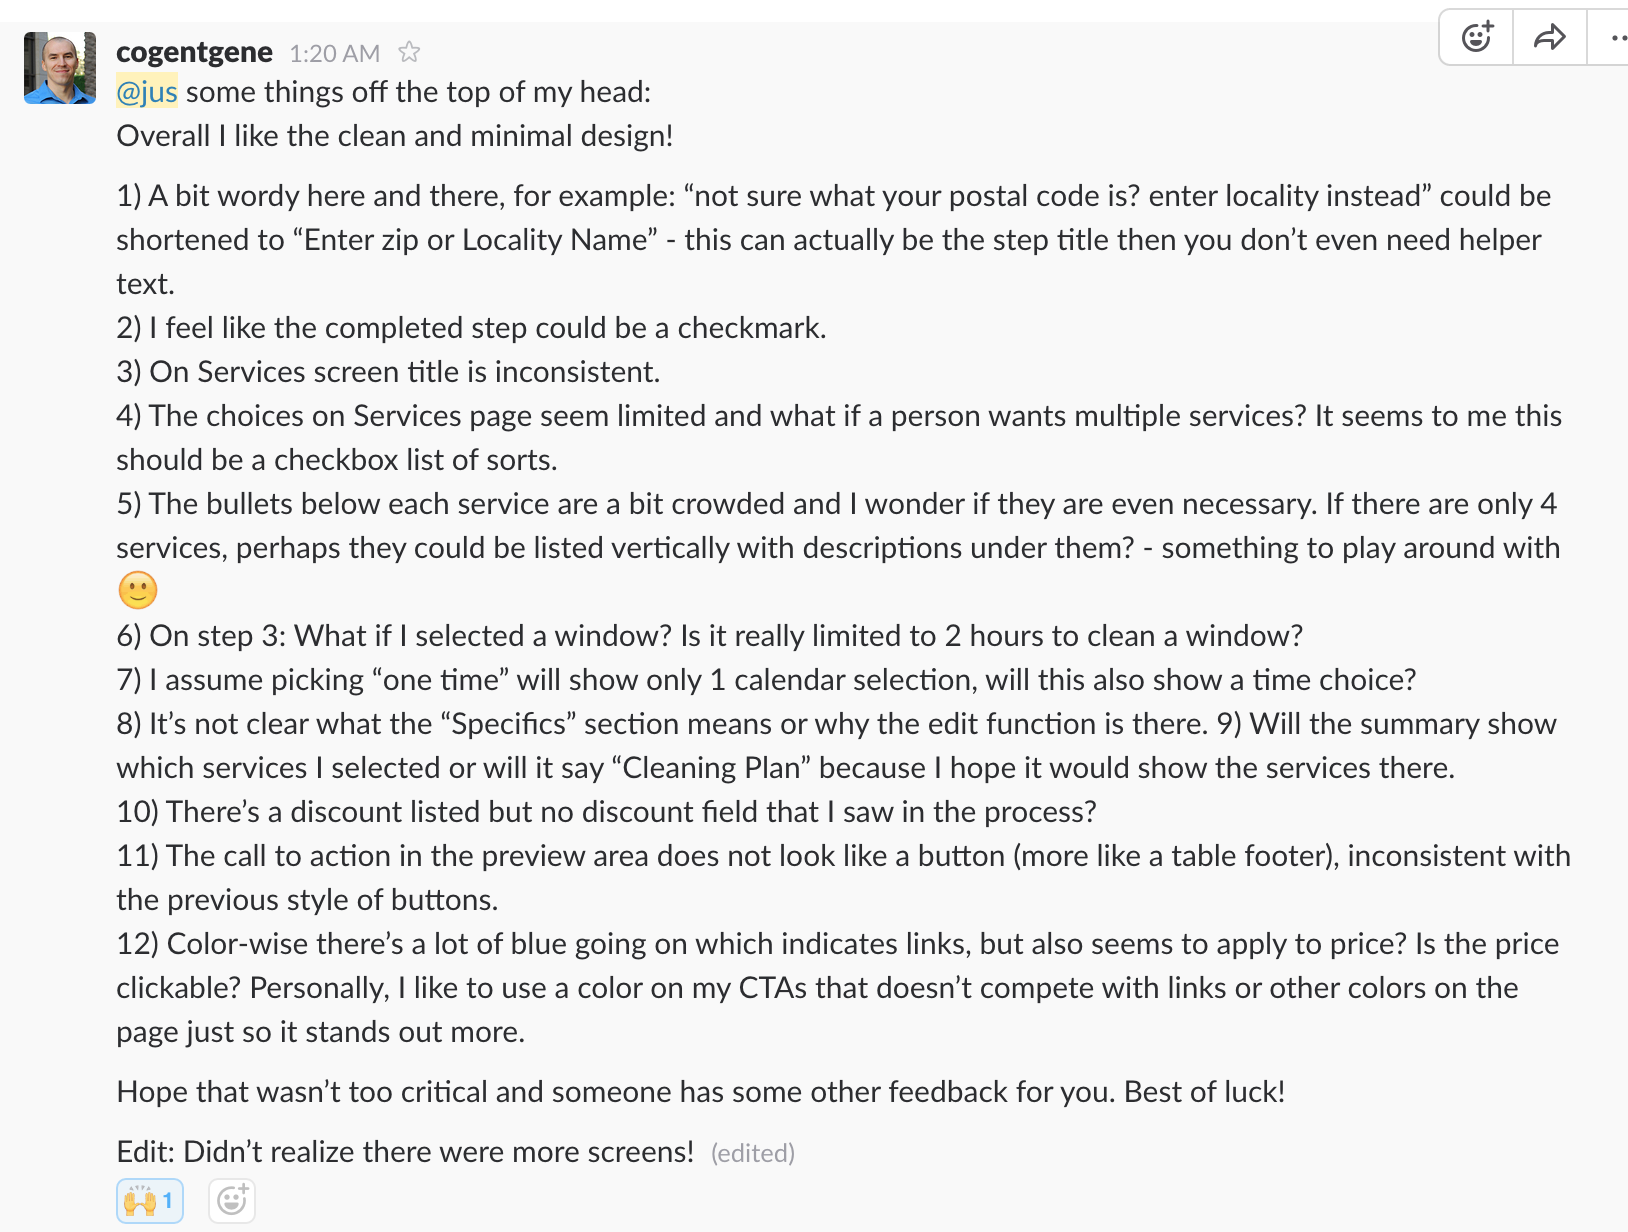 cogentgene 1:20 AM
@jus some things off the top of my head:
Overall I like the clean and minimal design!
1) A bit wordy here and there, for example: “not sure what your postal code is? enter locality instead” could be
shortened to “Enter zip or Locality Name” - this can actually be the step title then you don’t even need helper
text.
2) I feel like the completed step could be a checkmark.
3) On Services screen title is inconsistent.
4) The choices on Services page seem limited and what if a person wants multiple services? It seems to me this
should be a checkbox list of sorts.
5) The bullets below each service are a bit crowded and I wonder if they are even necessary. If there are only 4
services, perhaps they could be listed vertically with descriptions under them? - something to play around with
6) On step 3: What if I selected a window? Is it really limited to 2 hours to clean a window?
7) I assume picking “one time” will show only 1 calendar selection, will this also show a time choice?
8) It’s not clear what the “Specifics” section means or why the edit function is there. 9) Will the summary show
which services I selected or will it say “Cleaning Plan” because I hope it would show the services there.
10) There’s a discount listed but no discount field that I saw in the process?
11) The call to action in the preview area does not look like a button (more like a table footer), inconsistent with
the previous style of buttons.
12) Color-wise there’s a lot of blue going on which indicates links, but also seems to apply to price? Is the price
clickable? Personally, I like to use a color on my CTAs that doesn’t compete with links or other colors on the
page just so it stands out more.
Hope that wasn’t too critical and someone has some other feedback for you. Best of luck!
Edit: Didn’t realize there were more screens! (edited)
1